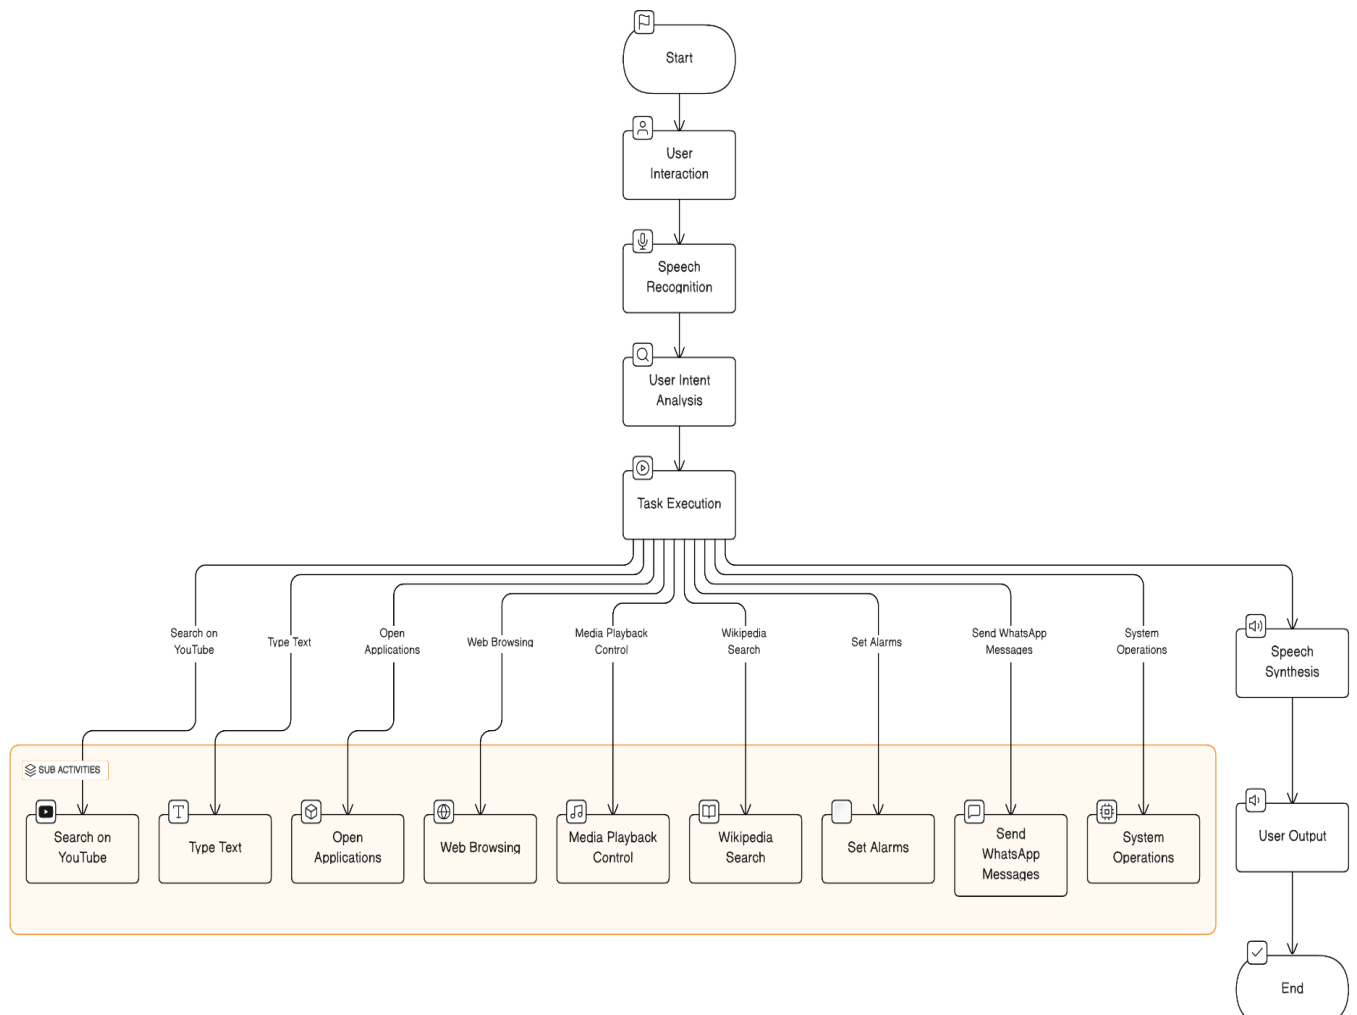 Start
User
Interaction
Speech
Recognition
User Intent
Analysis
Task Execution
Search on
YouTube
Type Text
Open
Applications
Web Browsing
Media Playback
Control
Wikipedia
Search
Set Alarms
Send WhatsApp
Messages
System
Operations
Speech
Synthesis
SUB ACTIVITIES
Search on
YouTube
Type Text
Open
Applications
Web Browsing
Media Playback
Control
Wikipedia
Search
Set Alarms
Send
WhatsApp
Messages
System
Operations
User Output
End